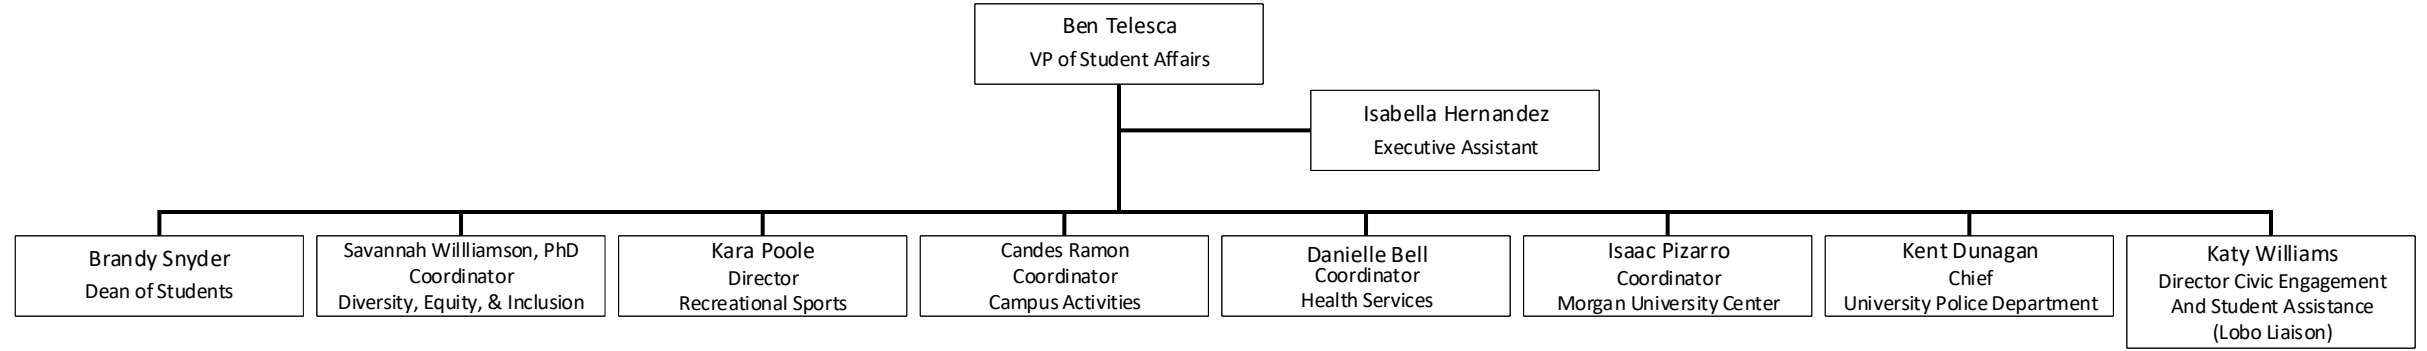 Ben Telesca
VP of Student Affairs
Isabella Hernandez
Executive Assistant
Brandy Snyder
Dean of Students
Savannah Willliamson, PhD
Coordinator
Diversity, Equity, & Inclusion
Kara Poole
Director
Recreational Sports
Candes Ramon
Coordinator
Campus Activities
Danielle Bell
Coordinator
Health Services
Isaac Pizarro
Coordinator
Morgan University Center
Kent Dunagan
Chief
University Police Department
Katy Williams
Director Civic Engagement
And Student Assistance
(Lobo Liaison)